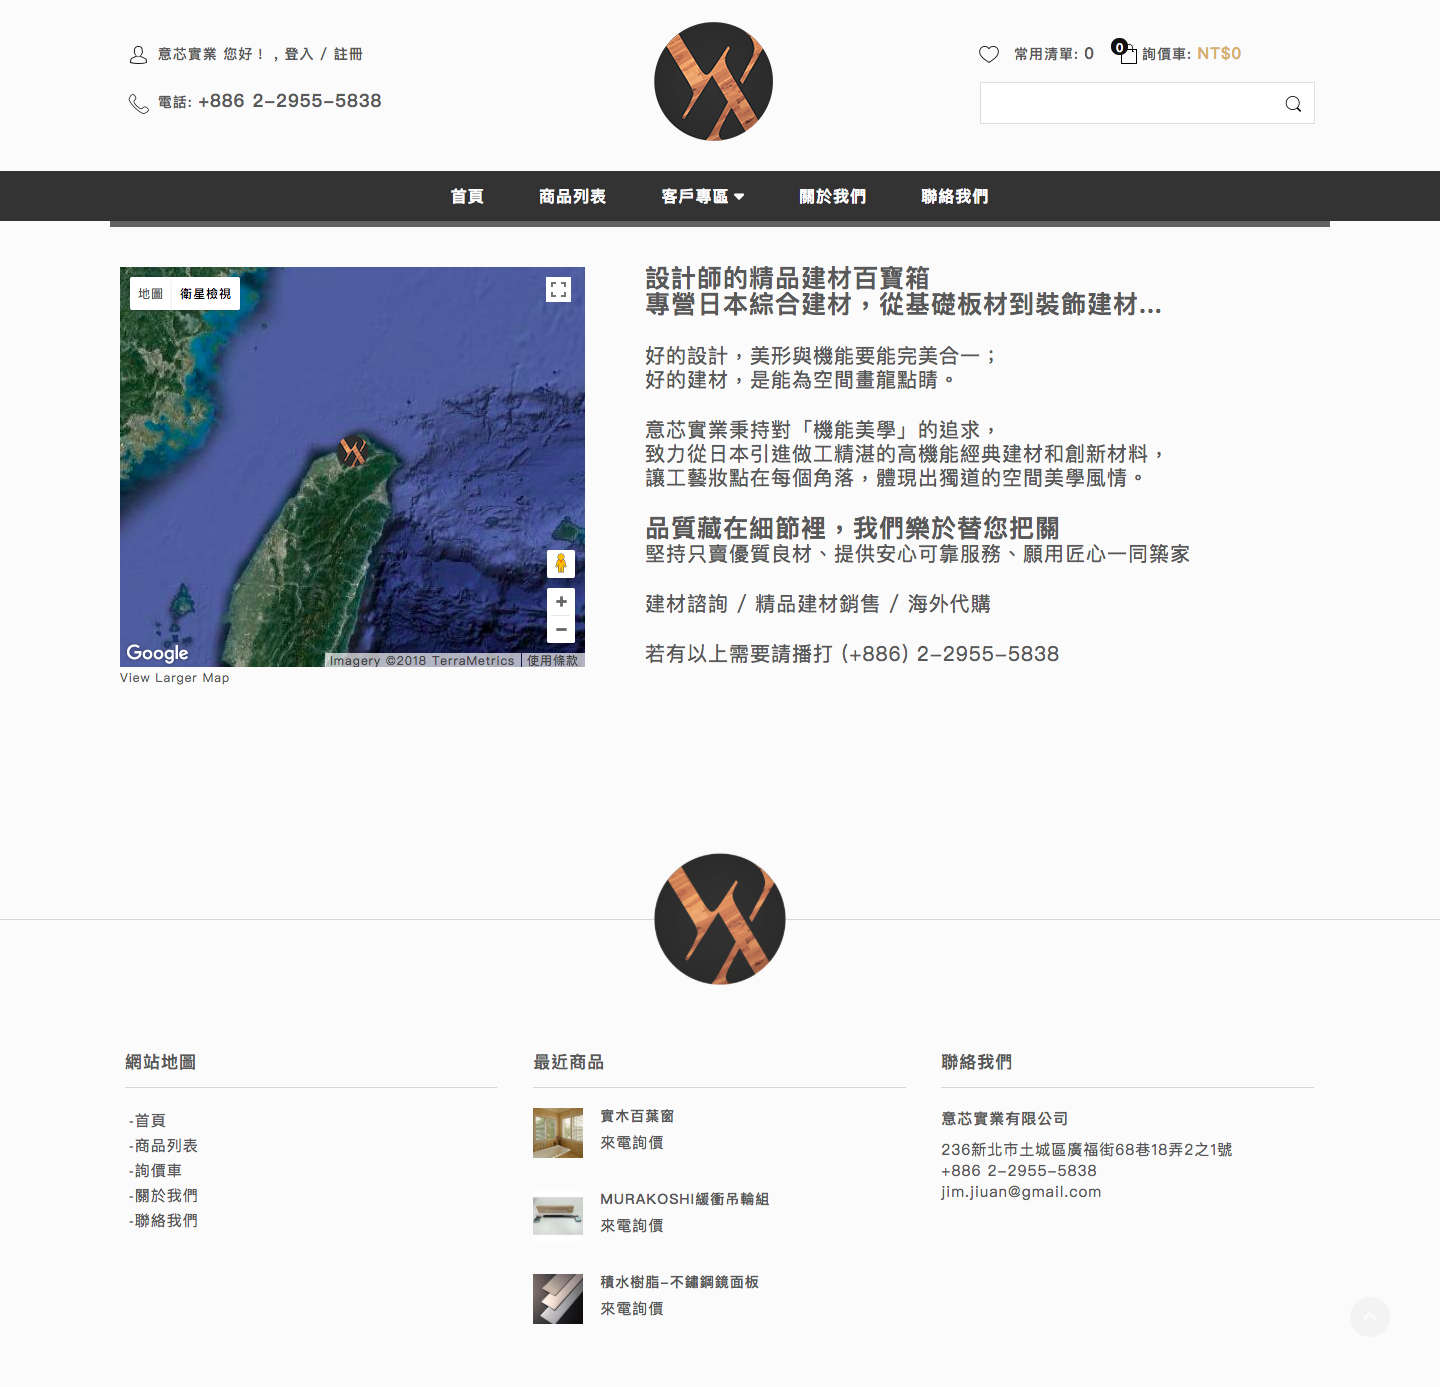 意芯實業 您好！ , 登入 / 註冊
電話: +886 2-2955-5838
常用清單: 0
0
詢價車: NT$0
首頁
商品列表
客戶專區
關於我們
聯絡我們
地圖
衛星檢視
Google
Imagery ©2018 TerraMetrics
使用條款
View Larger Map
設計師的精品建材百寶箱
專營日本綜合建材，從基礎板材到裝飾建材...
好的設計，美形與機能要能完美合一；
好的建材，是能為空間畫龍點睛。
意芯實業秉持對「機能美學」的追求，
致力從日本引進做工精湛的高機能經典建材和創新材料，
讓工藝妝點在每個角落，體現出獨道的空間美學風情。
品質藏在細節裡，我們樂於替您把關
堅持只賣優質良材、提供安心可靠服務、願用匠心一同築家
建材諮詢 / 精品建材銷售 / 海外代購
若有以上需要請播打 (+886) 2-2955-5838
網站地圖
-首頁
-商品列表
-詢價車
-關於我們
-聯絡我們
最近商品
實木百葉窗
來電詢價
MURAKOSHI緩衝吊輪組
來電詢價
積水樹脂-不鏽鋼鏡面板
來電詢價
聯絡我們
意芯實業有限公司
236新北市土城區廣福街68巷18弄2之1號
+886 2-2955-5838
jim.jiuan@gmail.com